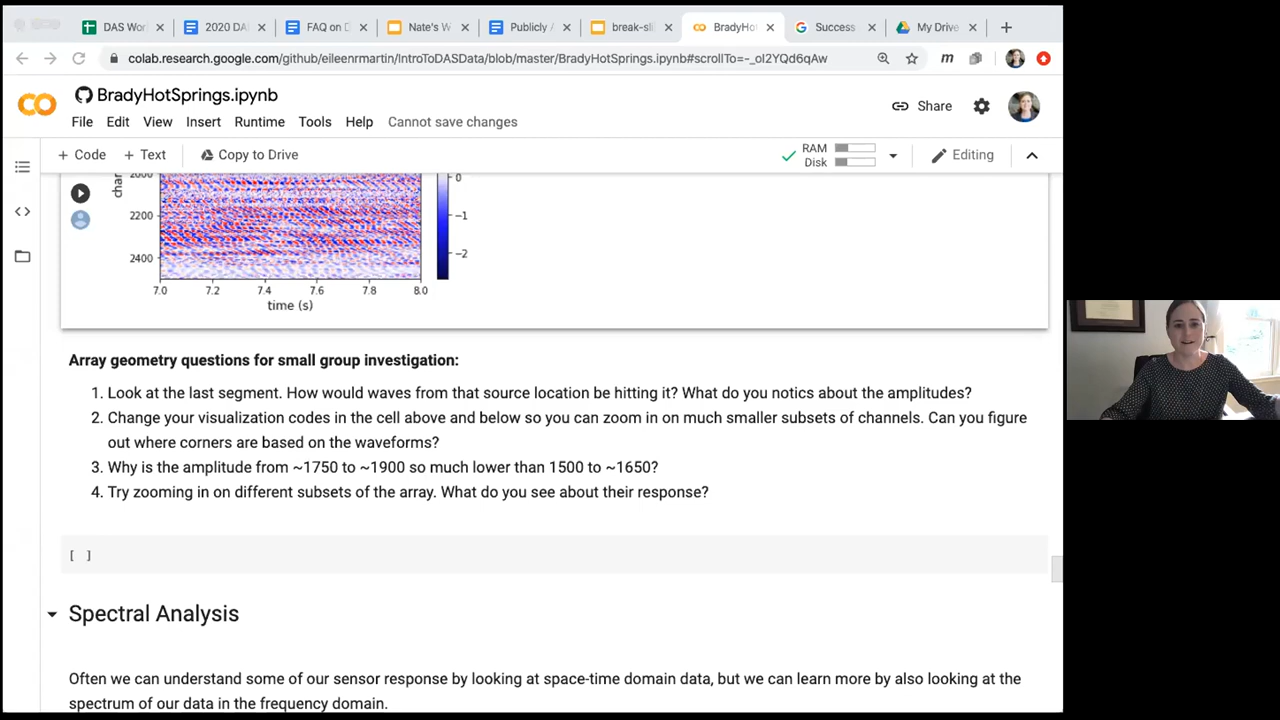 DAS Wor
2020 DA
FAQ on D
Nate's W
Publicly A
break-sli
BradyHo
Success
My Drive
colab.research.google.com/github/eileenrmartin/IntroToDASData/blob/master/BradyHotSprings.ipynb#scrollTo=-_oI2YQd6qAw
BradyHotSprings.ipynb
Share
File Edit View Insert Runtime Tools Help Cannot save changes
+ Code + Text Copy to Drive
RAM
Disk
Editing
char
2000
2200
2400
7.0 7.2 7.4 7.6 7.8 8.0
time (s)
0
−1
−2
Array geometry questions for small group investigation:
1. Look at the last segment. How would waves from that source location be hitting it? What do you notics about the amplitudes?
2. Change your visualization codes in the cell above and below so you can zoom in on much smaller subsets of channels. Can you figure
out where corners are based on the waveforms?
3. Why is the amplitude from ~1750 to ~1900 so much lower than 1500 to ~1650?
4. Try zooming in on different subsets of the array. What do you see about their response?
[ ]
Spectral Analysis
Often we can understand some of our sensor response by looking at space-time domain data, but we can learn more by also looking at the
spectrum of our data in the frequency domain.